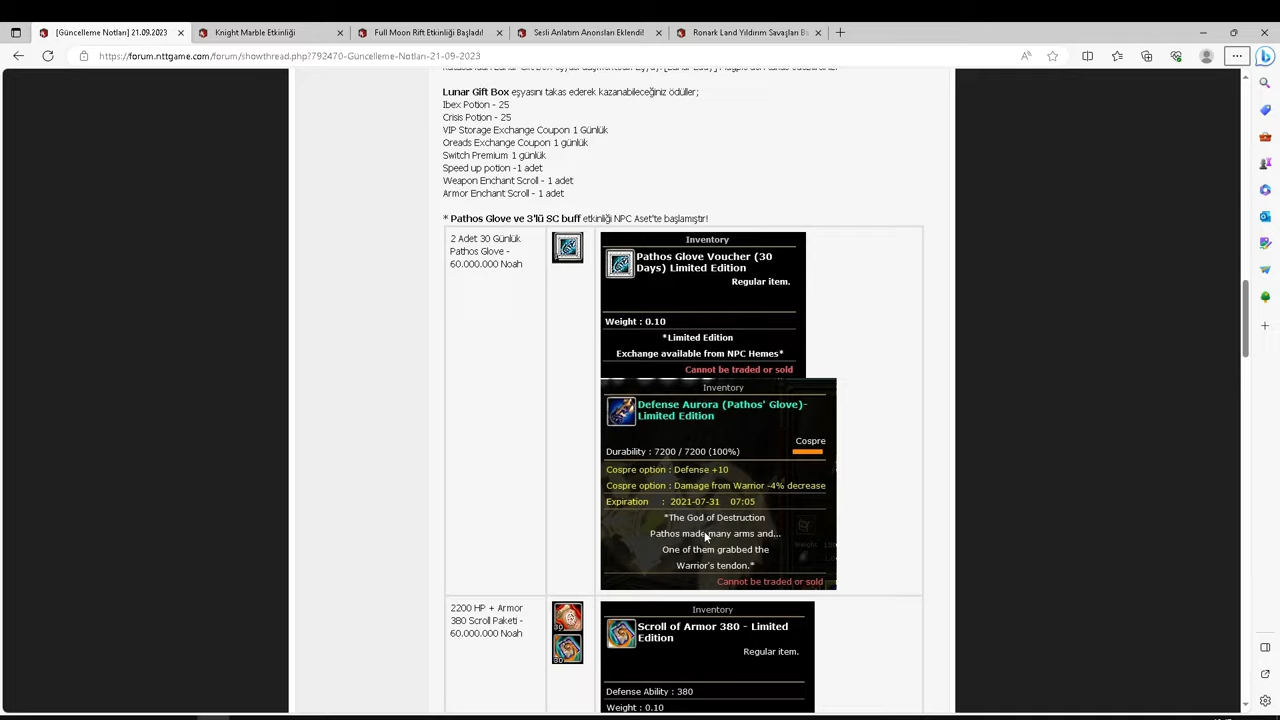 [Güncelleme Notları] 21.09.2023
Knight Marble Etkinliği
Full Moon Rift Etkinliği Başladı!
Sesli Anlatım Anonsları Eklendi!
Ronark Land Yıldırım Savaşları Ba
https://forum.nttgame.com/forum/showthread.php?792470-Güncelleme-Notları-21-09-2023
Lunar Gift Box eşyasını takas ederek kazanabileceğiniz ödüller;
Ibex Potion - 25
Crisis Potion - 25
VIP Storage Exchange Coupon 1 Günlük
Oreads Exchange Coupon 1 günlük
Switch Premium 1 günlük
Speed up potion -1 adet
Weapon Enchant Scroll - 1 adet
Armor Enchant Scroll - 1 adet
* Pathos Glove ve 3'lü SC buff etkinliği NPC Aset'te başlamıştır!
2 Adet 30 Günlük
Pathos Glove -
60.000.000 Noah
Inventory
Pathos Glove Voucher (30
Days) Limited Edition
Regular item.
Weight : 0.10
*Limited Edition
Exchange available from NPC Hemes*
Cannot be traded or sold
Inventory
Defense Aurora (Pathos' Glove)-
Limited Edition
Cospre
Durability : 7200 / 7200 (100%)
Cospre option : Defense +10
Cospre option : Damage from Warrior -4% decrease
Expiration : 2021-07-31 07:05
*The God of Destruction
Pathos made many arms and...
One of them grabbed the
Warrior's tendon.*
Cannot be traded or sold
2200 HP + Armor
380 Scroll Paketi -
60.000.000 Noah
30
30
Inventory
Scroll of Armor 380 - Limited
Edition
Regular item.
Defense Ability : 380
Weight : 0.10